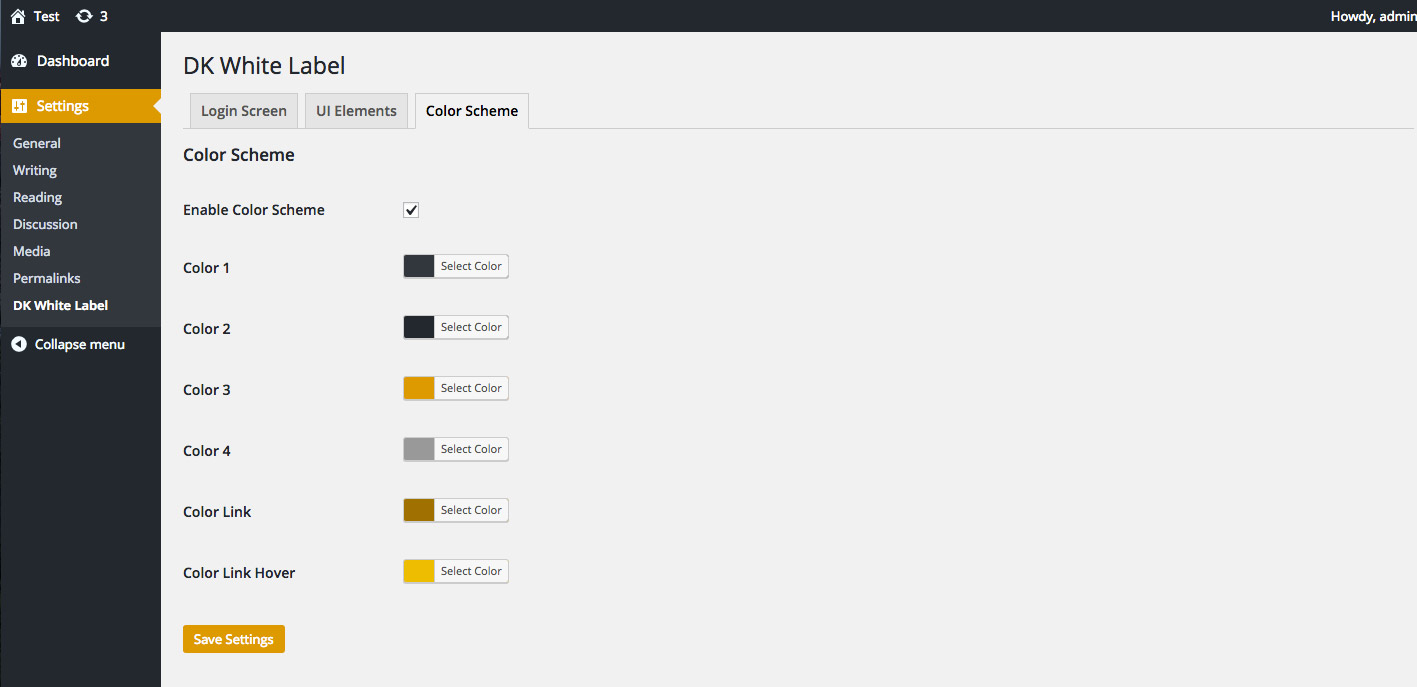 Test 3 Howdy, admin
Dashboard
Settings
General
Writing
Reading
Discussion
Media
Permalinks
DK White Label
Collapse menu
DK White Label
Login Screen UI Elements Color Scheme
Color Scheme
Enable Color Scheme
Color 1 Select Color
Color 2 Select Color
Color 3 Select Color
Color 4 Select Color
Color Link Select Color
Color Link Hover Select Color
Save Settings